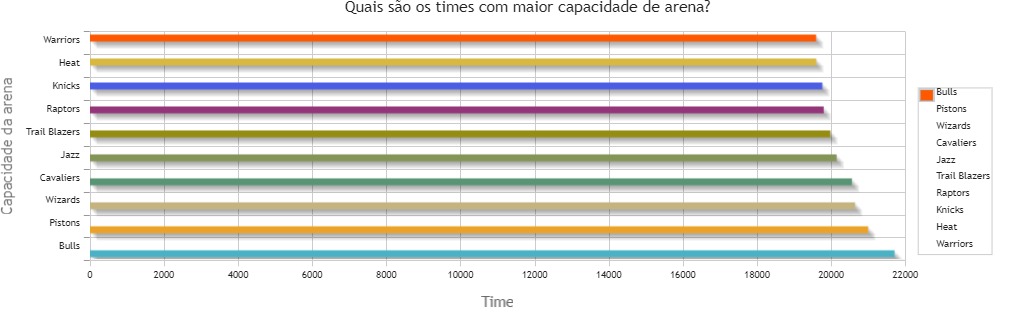 Quais são os times com maior capacidade de arena?
Capacidade da arena
Warriors
Heat
Knicks
Raptors
Trail Blazers
Jazz
Cavaliers
Wizards
Pistons
Bulls
0 2000 4000 6000 8000 10000 12000 14000 16000 18000 20000 22000
Time
Bulls
Pistons
Wizards
Cavaliers
Jazz
Trail Blazers
Raptors
Knicks
Heat
Warriors